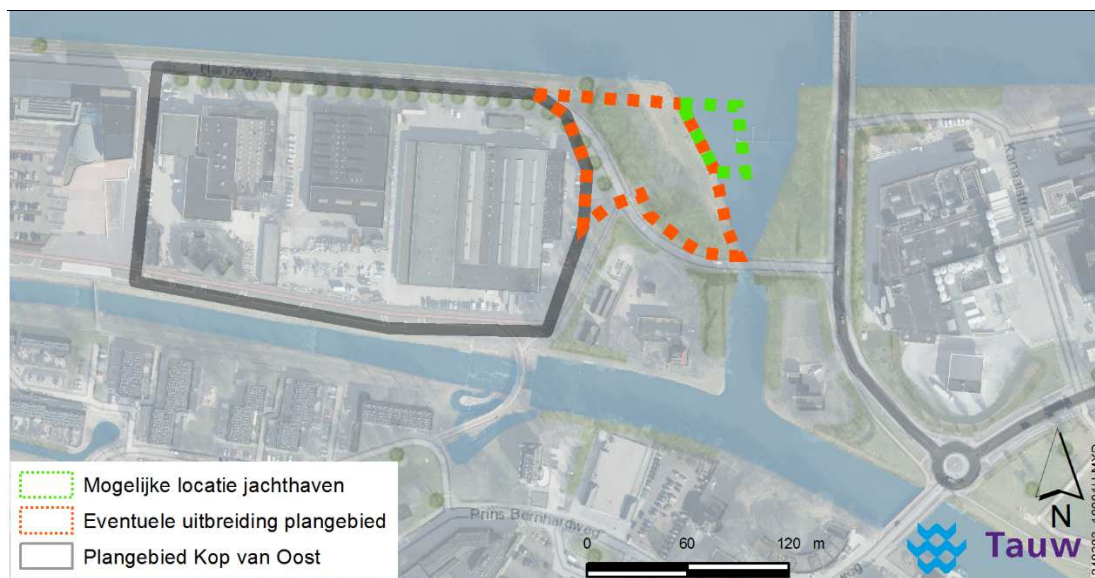 Hanzeweg
Kanaalstraat
Mogelijke locatie jachthaven
Eventuele uitbreiding plangebied
Plangebied Kop van Oost
Prins Bernhardweg
0 60 120 m
N
Tauw